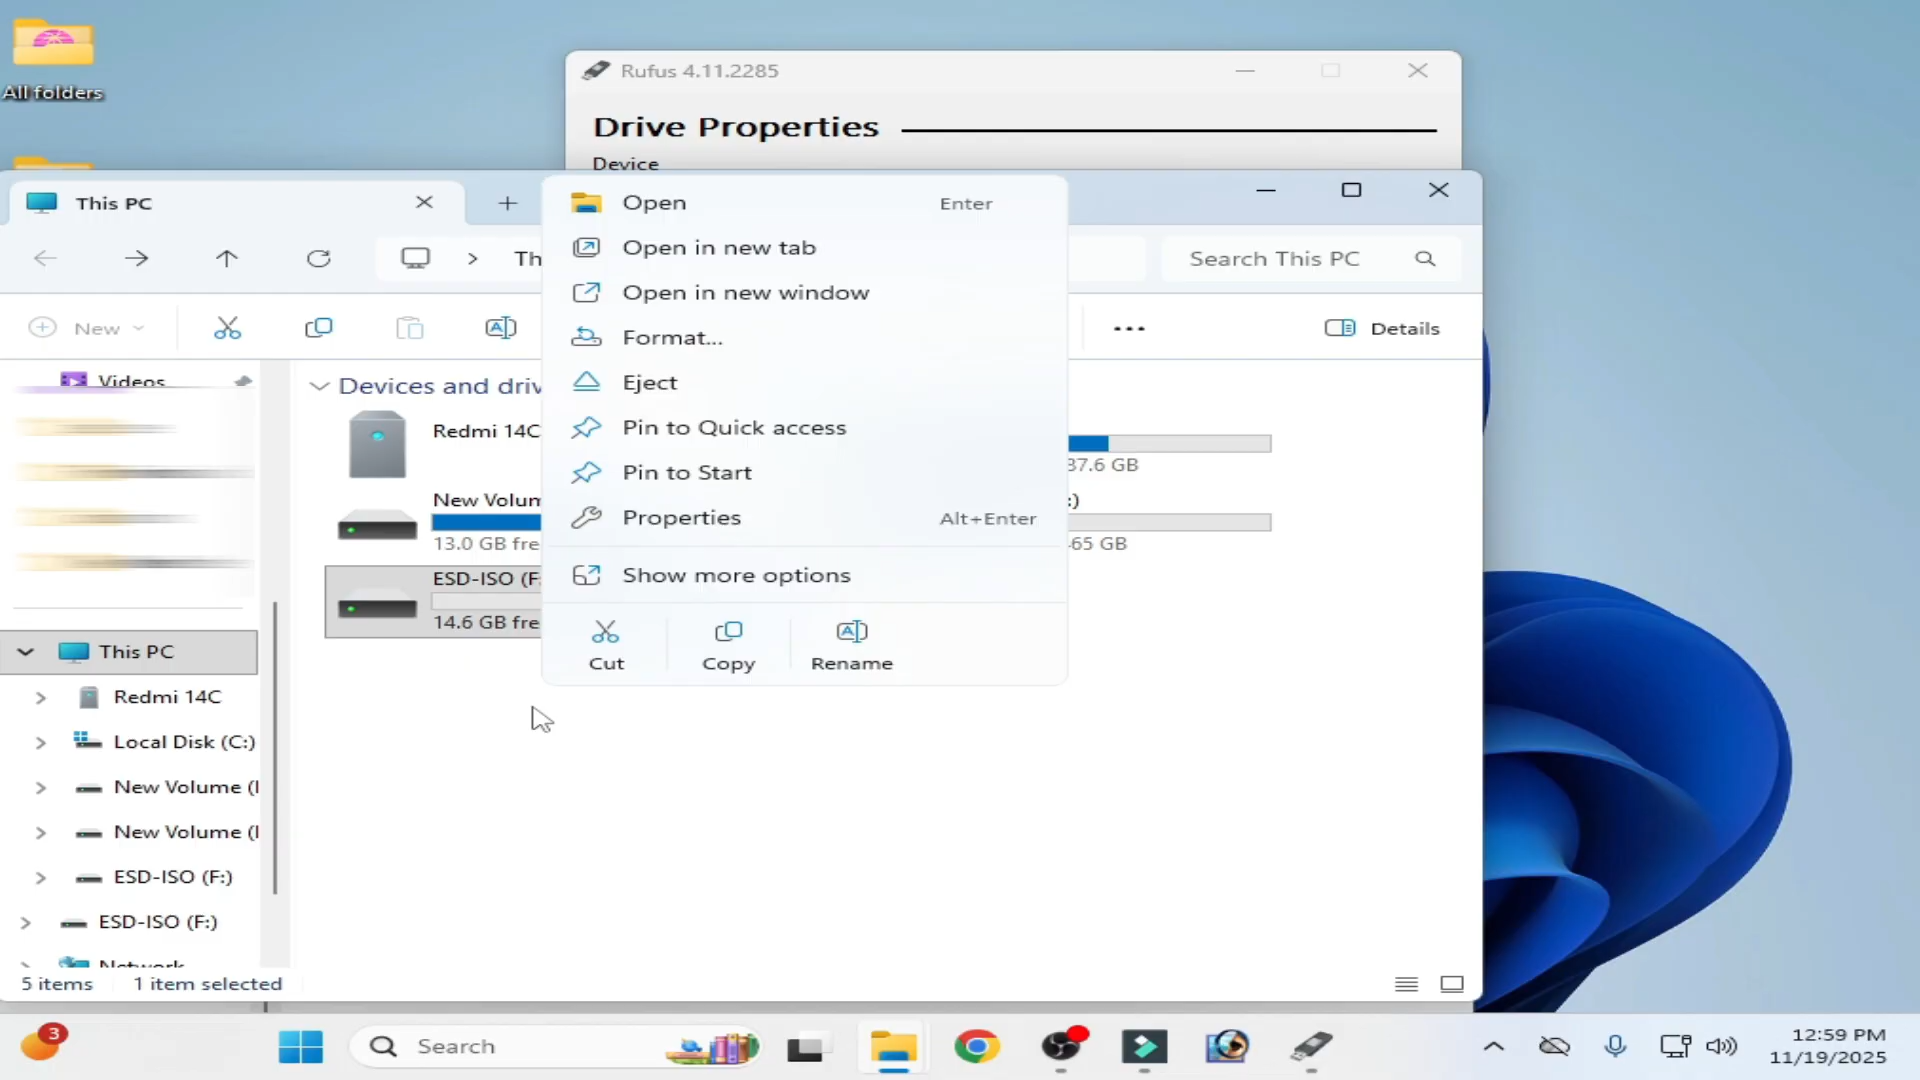 All folders
Rufus 4.11.2285
Drive Properties
Device
This PC
Th
Search This PC
New
Details
Open Enter
Open in new tab
Open in new window
Format...
Eject
Pin to Quick access
Pin to Start
Properties Alt+Enter
Show more options
Cut Copy Rename
Videos
Devices and driv
Redmi 14C
37.6 GB
New Volum
:)
13.0 GB fre
65 GB
ESD-ISO (F:
14.6 GB fre
This PC
Redmi 14C
Local Disk (C:)
New Volume (
New Volume (
ESD-ISO (F:)
ESD-ISO (F:)
Network
5 items 1 item selected
3
Search
12:59 PM
11/19/2025